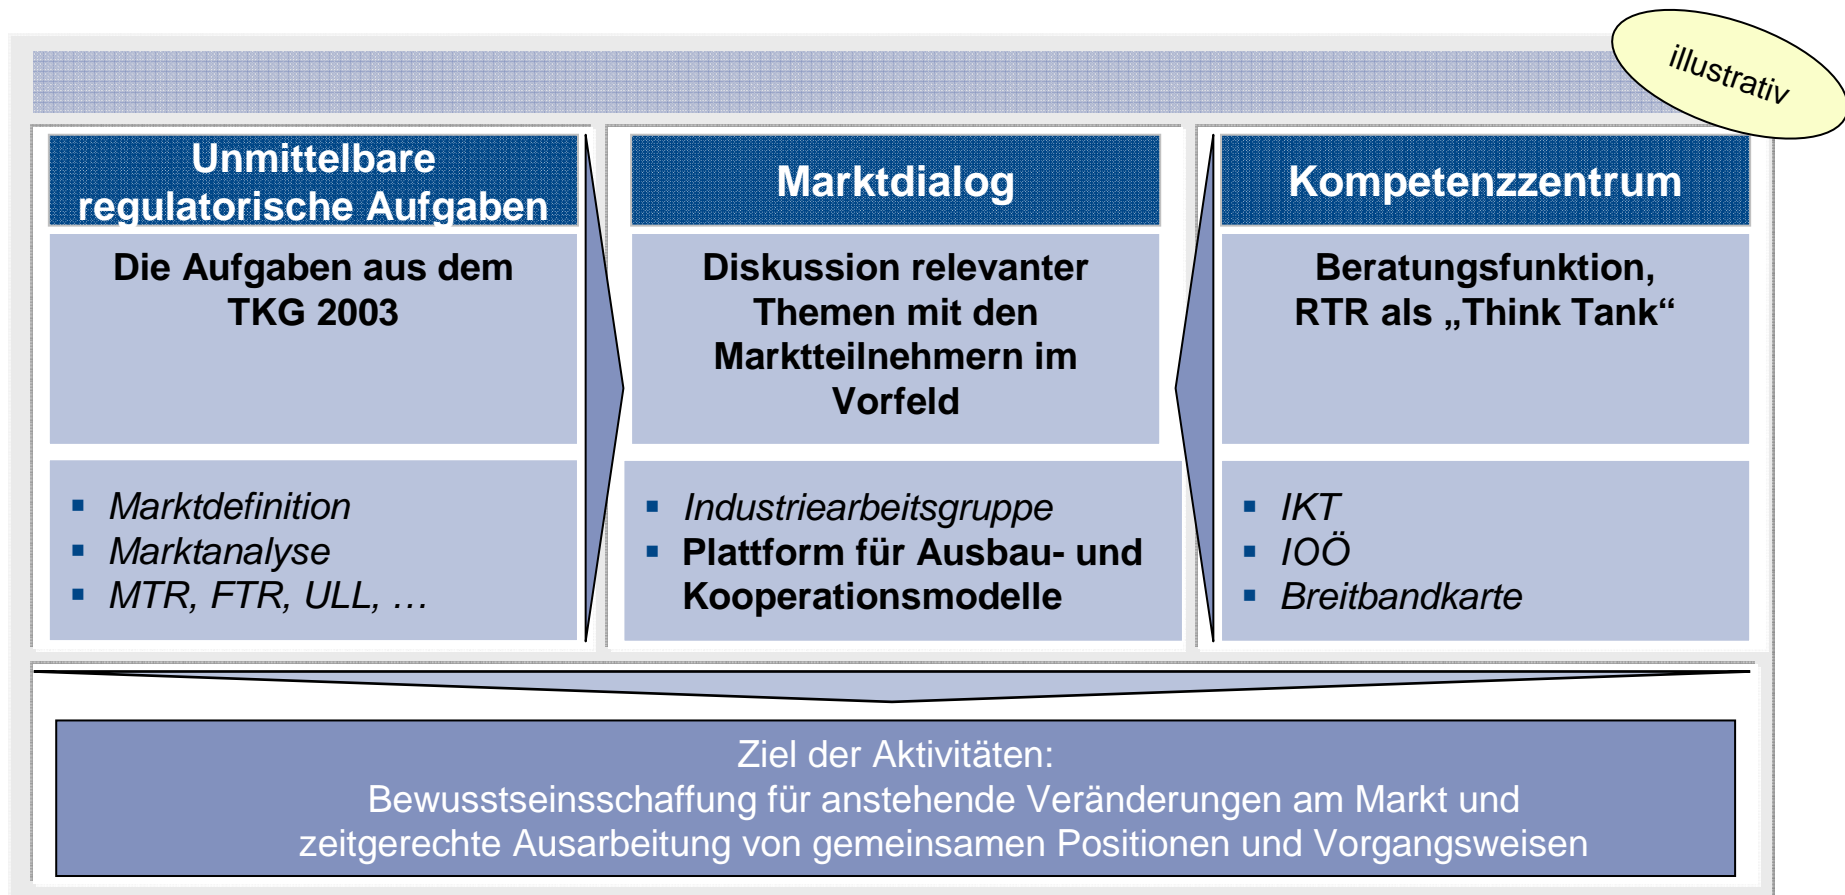 illustrativ
Unmittelbare
regulatorische Aufgaben
Die Aufgaben aus dem
TKG 2003
▪ Marktdefinition
▪ Marktanalyse
▪ MTR, FTR, ULL, …
Marktdialog
Diskussion relevanter
Themen mit den
Marktteilnehmern im
Vorfeld
▪ Industriearbeitsgruppe
▪ Plattform für Ausbau- und
Kooperationsmodelle
Kompetenzzentrum
Beratungsfunktion,
RTR als „Think Tank“
▪ IKT
▪ IOÖ
▪ Breitbandkarte
Ziel der Aktivitäten:
Bewusstseinsschaffung für anstehende Veränderungen am Markt und
zeitgerechte Ausarbeitung von gemeinsamen Positionen und Vorgangsweisen